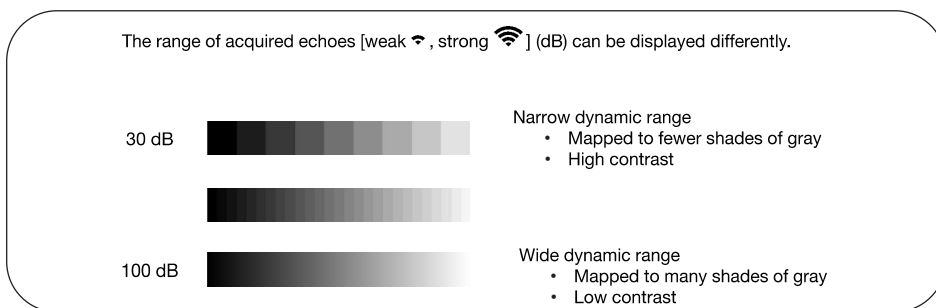 The range of acquired echoes [weak , strong ] (dB) can be displayed differently.
30 dB
Narrow dynamic range
• Mapped to fewer shades of gray
• High contrast
100 dB
Wide dynamic range
• Mapped to many shades of gray
• Low contrast